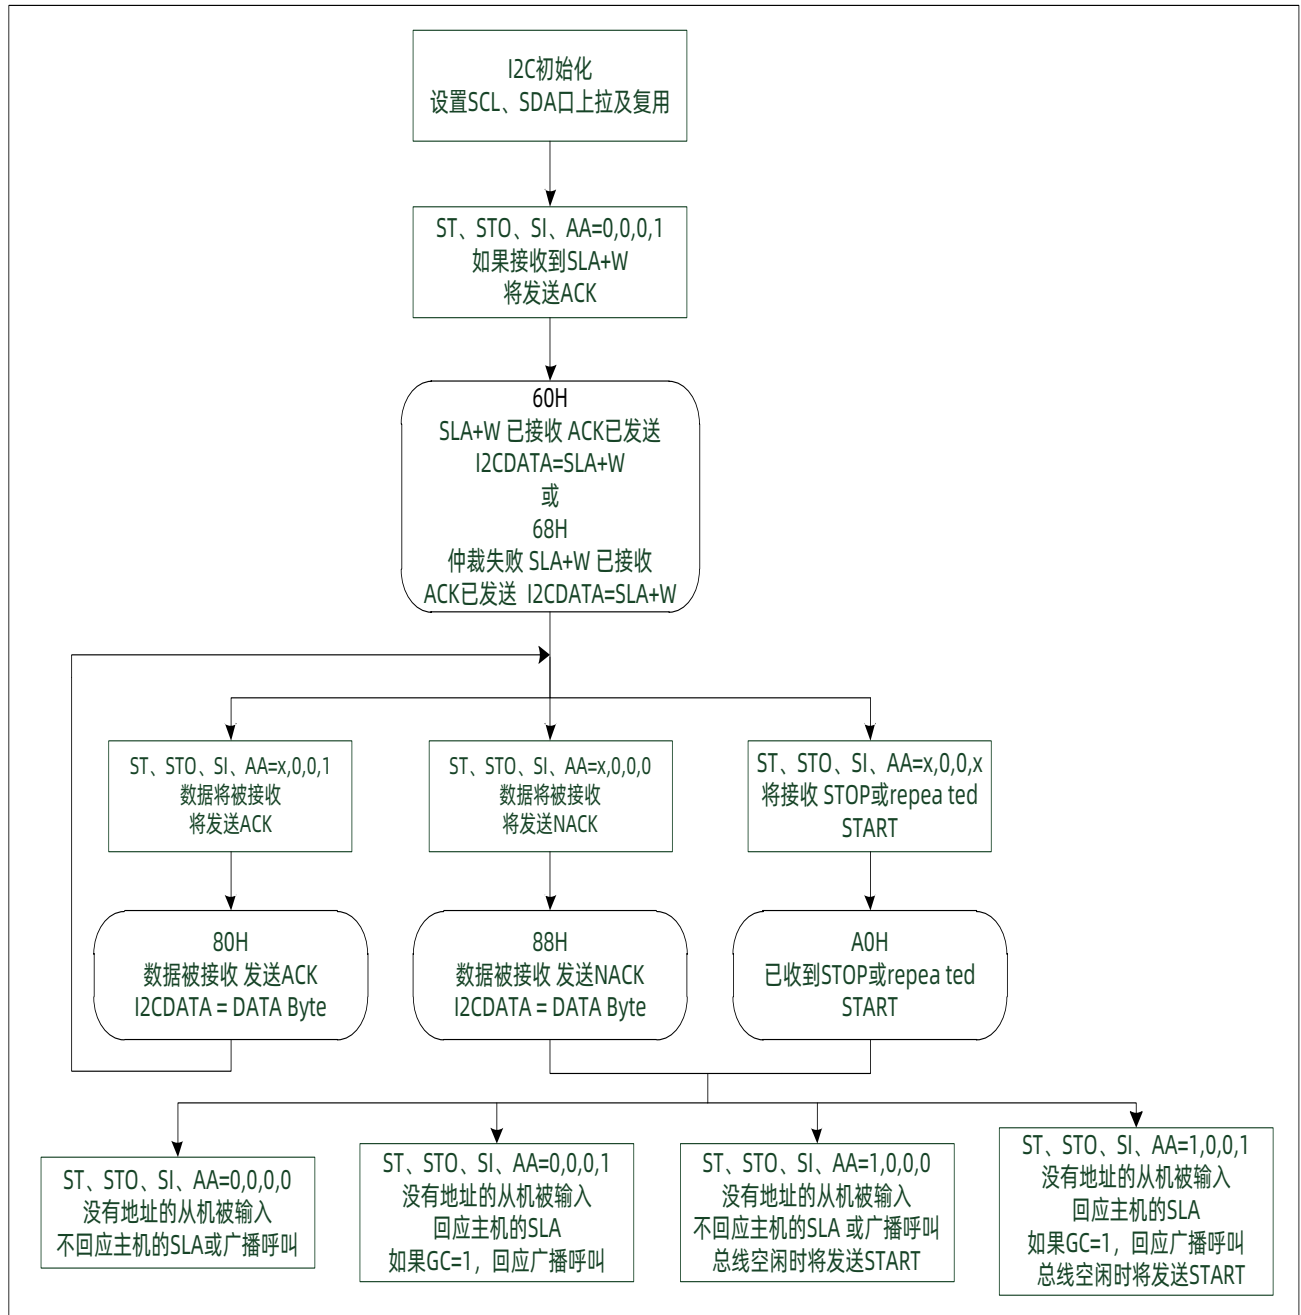 I2C初始化
设置SCL、SDA口上拉及复用
ST、STO、SI、AA=0,0,0,1
如果接收到SLA+W
将发送ACK
60H
SLA+W 已接收 ACK已发送
I2CDATA=SLA+W
或
68H
仲裁失败 SLA+W 已接收
ACK已发送 I2CDATA=SLA+W
ST、STO、SI、AA=x,0,0,1
数据将被接收
将发送ACK
ST、STO、SI、AA=x,0,0,0
数据将被接收
将发送NACK
ST、STO、SI、AA=x,0,0,x
将接收 STOP或repea ted
START
80H
数据被接收 发送ACK
I2CDATA = DATA Byte
88H
数据被接收 发送NACK
I2CDATA = DATA Byte
A0H
已收到STOP或repea ted
START
ST、STO、SI、AA=0,0,0,0
没有地址的从机被输入
不回应主机的SLA或广播呼叫
ST、STO、SI、AA=0,0,0,1
没有地址的从机被输入
回应主机的SLA
如果GC=1，回应广播呼叫
ST、STO、SI、AA=1,0,0,0
没有地址的从机被输入
不回应主机的SLA 或广播呼叫
总线空闲时将发送START
ST、STO、SI、AA=1,0,0,1
没有地址的从机被输入
回应主机的SLA
如果GC=1，回应广播呼叫
总线空闲时将发送START